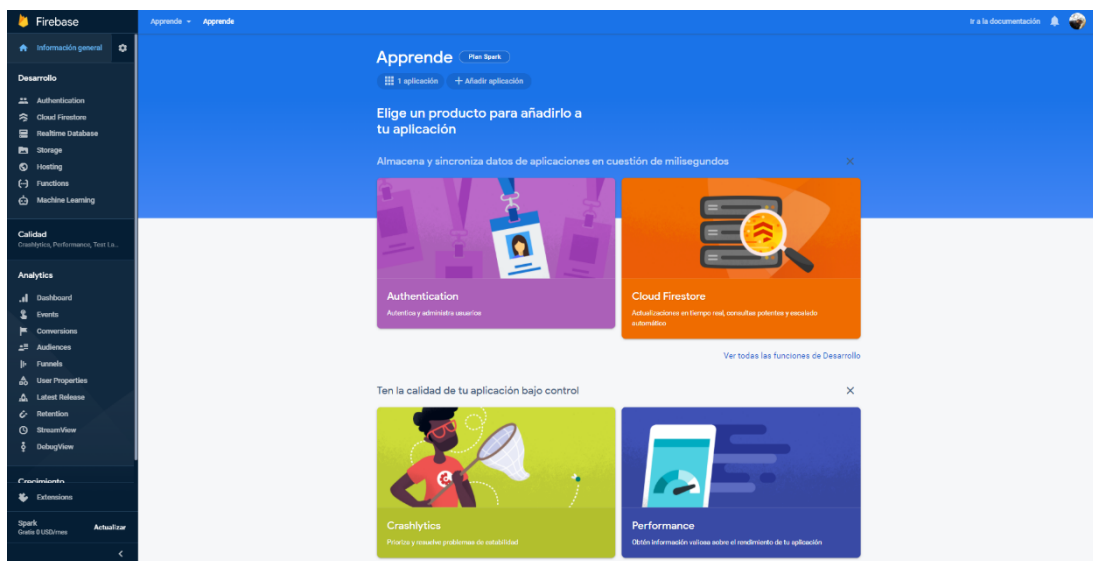 Firebase
Apprende
Apprende
Ir a la documentación
Información general
Desarrollo
Authentication
Cloud Firestore
Realtime Database
Storage
Hosting
Functions
Machine Learning
Calidad
Crashlytics, Performance, Test La...
Analytics
Dashboard
Events
Conversions
Audiences
Funnels
User Properties
Latest Release
Retention
StreamView
DebugView
Crecimiento
Extensions
Spark
Gratis 0 USD/mes
Actualizar
Apprende
Plan Spark
1 aplicación
Añadir aplicación
Elige un producto para añadirlo a
tu aplicación
Almacena y sincroniza datos de aplicaciones en cuestión de milisegundos
Authentication
Autentica y administra usuarios
Cloud Firestore
Actualizaciones en tiempo real, consultas potentes y escalado
automático
Ver todas las funciones de Desarrollo
Ten la calidad de tu aplicación bajo control
Crashlytics
Prioriza y resuelve problemas de estabilidad
Performance
Obtén información valiosa sobre el rendimiento de tu aplicación